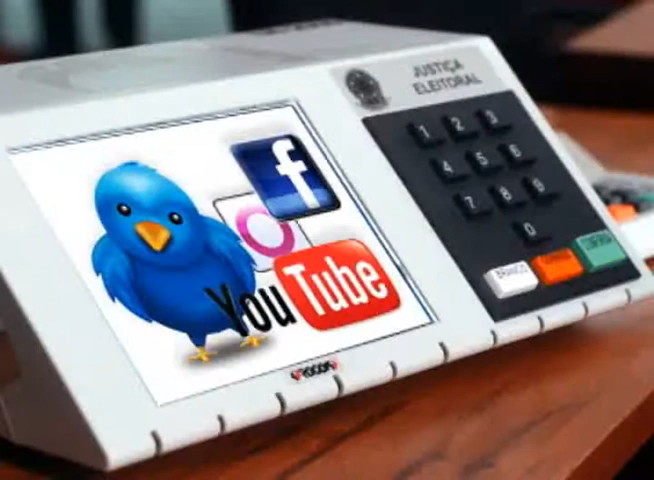 JUSTIÇA
ELEITORAL
1 2 3
4 5 6
7 8 9
0
BRANCO
f
YouTube